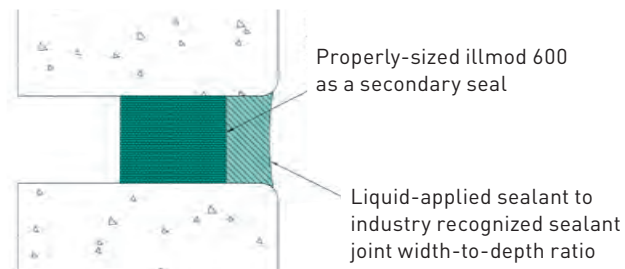 Properly-sized illmod 600
as a secondary seal
Liquid-applied sealant to
industry recognized sealant
joint width-to-depth ratio